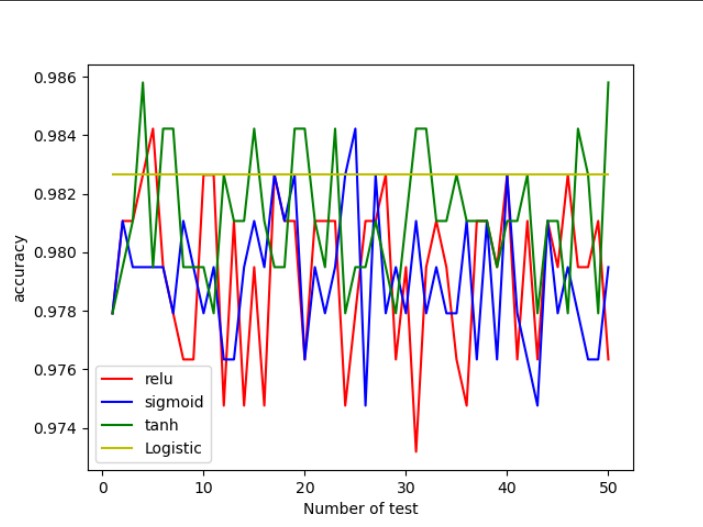 0.986
0.984
0.982
0.980
0.978
0.976
0.974
accuracy
relu
sigmoid
tanh
Logistic
0 10 20 30 40 50
Number of test